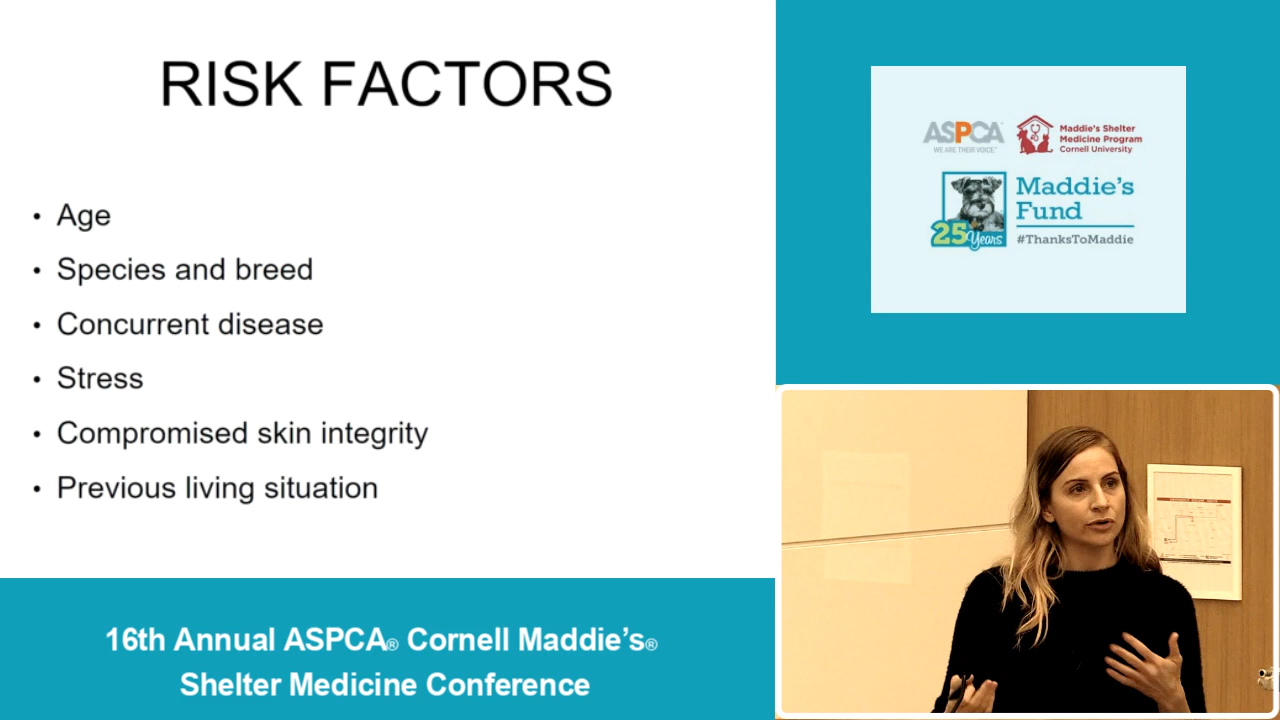 RISK FACTORS
• Age
• Species and breed
• Concurrent disease
• Stress
• Compromised skin integrity
• Previous living situation
16th Annual ASPCA® Cornell Maddie's®
Shelter Medicine Conference
ASPCA
WE ARE THEIR VOICE™
Maddie's Shelter
Medicine Program
Cornell University
25 Years
Maddie's
Fund
#ThanksToMaddie